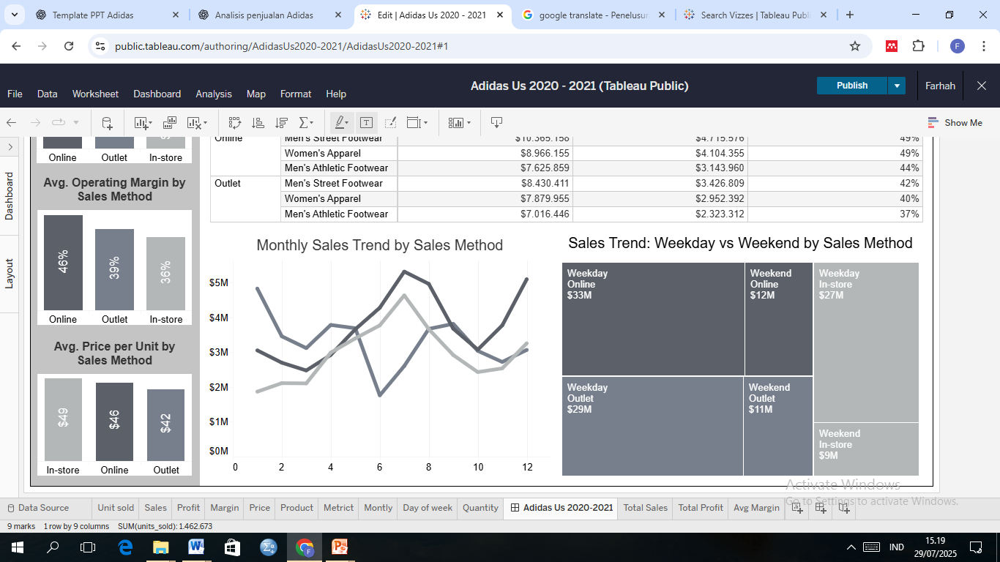 Template PPT Adidas
Analisis penjualan Adidas
Edit | Adidas Us 2020 - 2021
google translate - Penelusur
Search Vizzes | Tableau Publi
public.tableau.com/authoring/AdidasUs2020-2021/AdidasUs2020-2021#1
F
Adidas Us 2020 - 2021 (Tableau Public)
Publish
Farhah
File Data Worksheet Dashboard Analysis Map Format Help
Show Me
Dashboard
Layout
Online Outlet In-store
Avg. Operating Margin by
Sales Method
46% 39% 36%
Online Outlet In-store
Avg. Price per Unit by
Sales Method
$49 $46 $42
In-store Online Outlet
Online Men's Street Footwear $10.365.158 $4.715.576 49%
Women's Apparel $8.966.155 $4.104.355 49%
Men's Athletic Footwear $7.625.859 $3.143.960 44%
Outlet Men's Street Footwear $8.430.411 $3.426.809 42%
Women's Apparel $7.879.955 $2.952.392 40%
Men's Athletic Footwear $7.016.446 $2.323.312 37%
Monthly Sales Trend by Sales Method
$5M
$4M
$3M
$2M
$1M
$0M
0 2 4 6 8 10 12
Sales Trend: Weekday vs Weekend by Sales Method
Weekday
Online
$33M
Weekend
Online
$12M
Weekday
In-store
$27M
Weekday
Outlet
$29M
Weekend
Outlet
$11M
Weekend
In-store
$9M
Activate Windows
Go to Settings to activate Windows.
Data Source Unit sold Sales Profit Margin Price Product Metrict Montly Day of week Quantity Adidas Us 2020-2021 Total Sales Total Profit Avg Margin
9 marks 1 row by 9 columns SUM(units_sold): 1.462.673
IND
15.19
29/07/2025